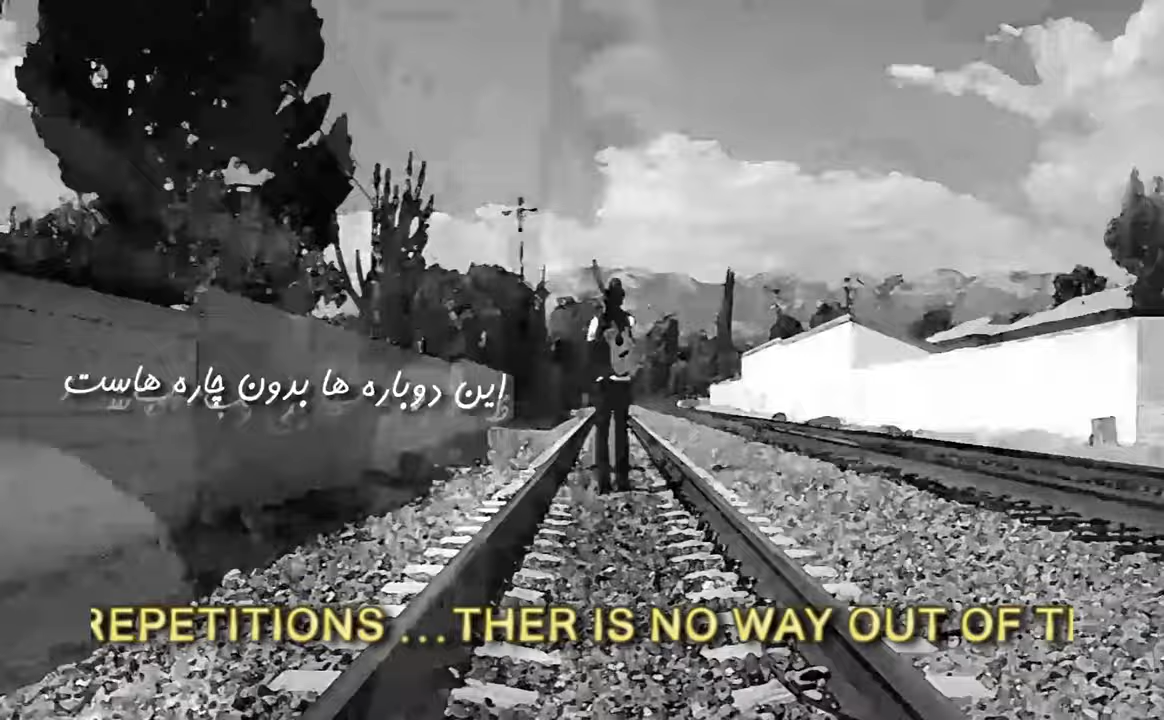 این دوباره ها بدون چاره هاست
REPETITIONS ... THER IS NO WAY OUT OF